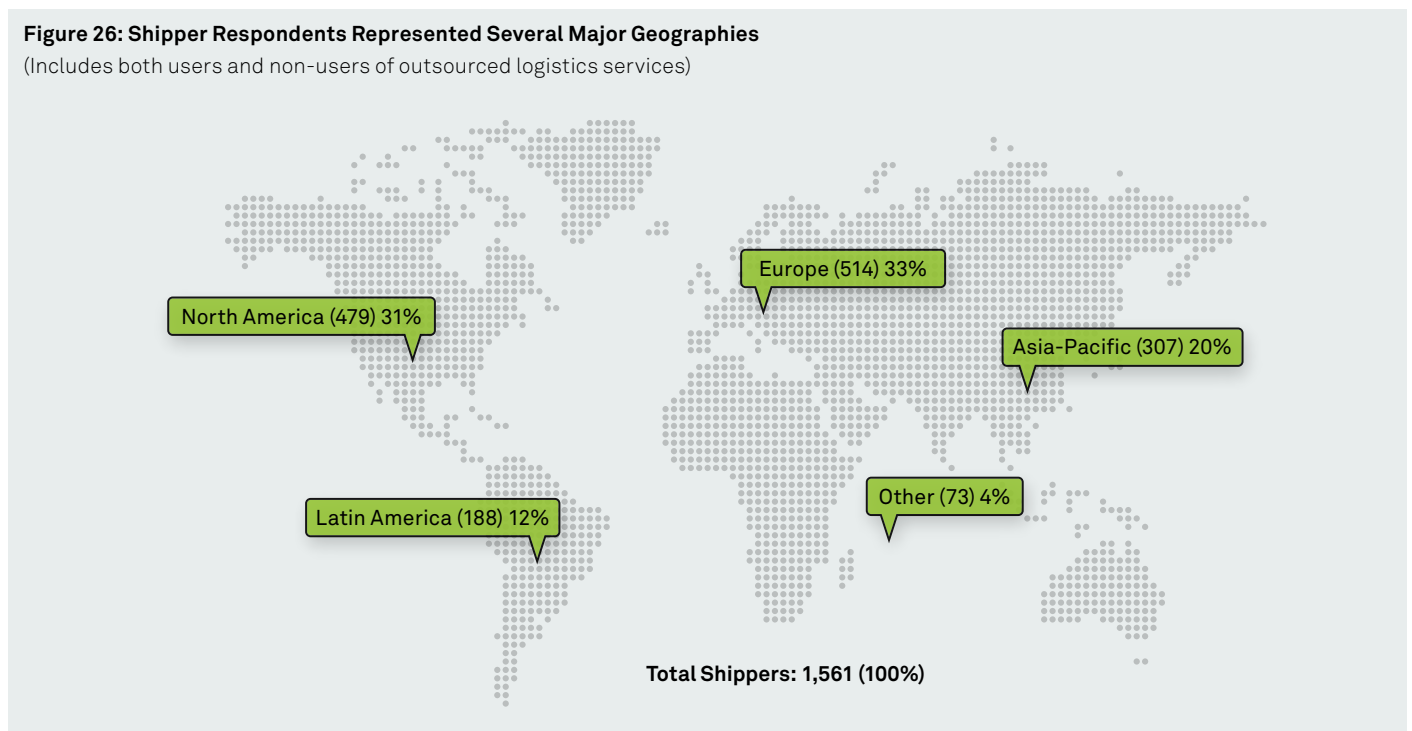 Figure 26: Shipper Respondents Represented Several Major Geographies
(Includes both users and non-users of outsourced logistics services)
Europe (514) 33%
North America (479) 31%
Asia-Pacific (307) 20%
Other (73) 4%
Latin America (188) 12%
Total Shippers: 1,561 (100%)